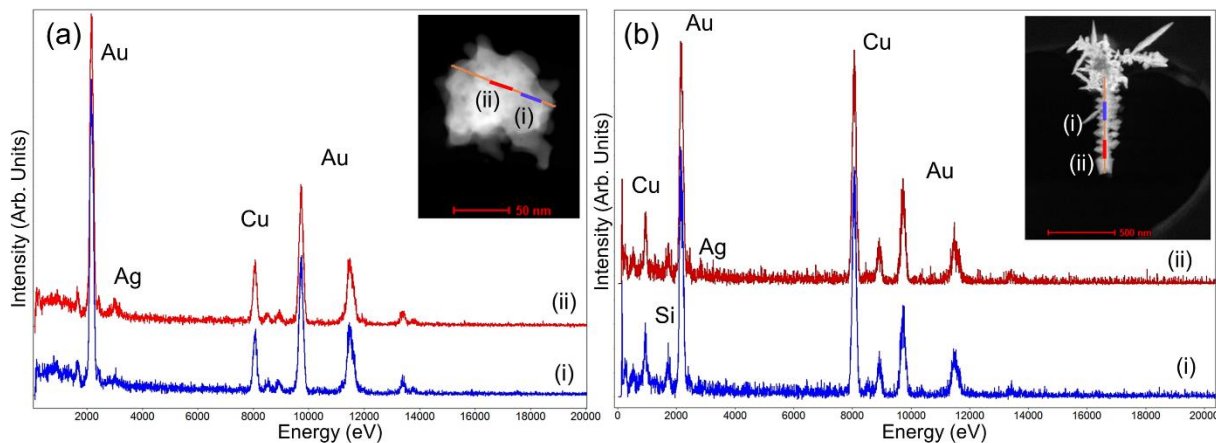 (a)
Au
Ag
Cu
Au
(ii)
(i)
(ii)
(i)
50 nm
Intensity (Arb. Units)
2000 4000 6000 8000 10000 12000 14000 16000 18000 20000
Energy (eV)
(b)
Au
Cu
Cu
Ag
Au
Si
(i)
(ii)
500 nm
(ii)
(i)
Intensity (Arb. Units)
0 2000 4000 6000 8000 10000 12000 14000 16000 18000 20000
Energy (eV)